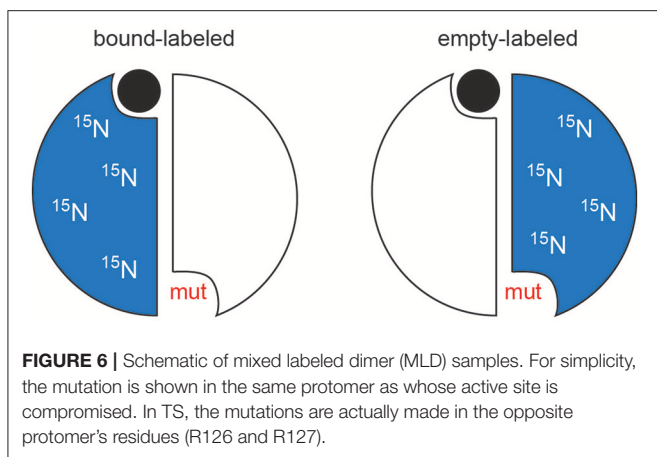 bound-labeled
empty-labeled
15N
15N
15N
15N
15N
15N
15N
15N
mut
mut
FIGURE 6 | Schematic of mixed labeled dimer (MLD) samples. For simplicity,
the mutation is shown in the same protomer as whose active site is
compromised. In TS, the mutations are actually made in the opposite
protomer's residues (R126 and R127).